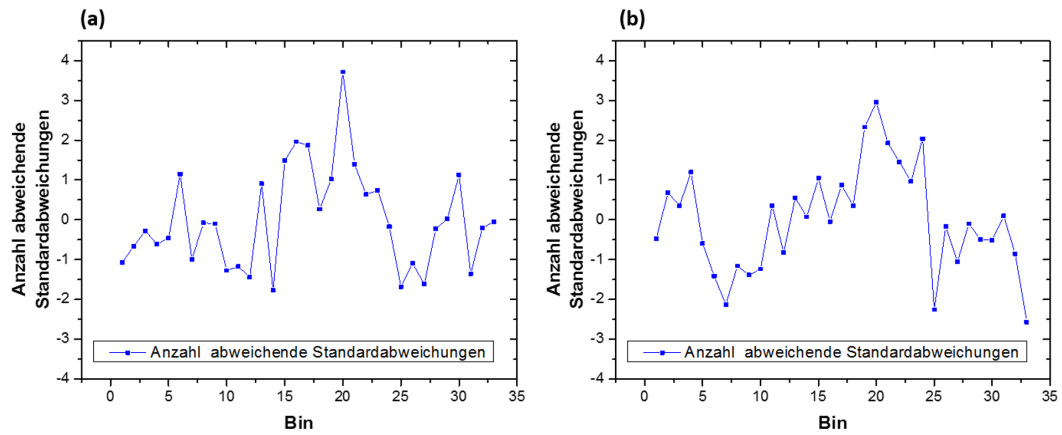 (a)
Anzahl abweichende
Standardabweichungen
4
3
2
1
0
-1
-2
-3
-4
Anzahl abweichende Standardabweichungen
0 5 10 15 20 25 30 35
Bin
(b)
Anzahl abweichende
Standardabweichungen
4
3
2
1
0
-1
-2
-3
-4
Anzahl abweichende Standardabweichungen
0 5 10 15 20 25 30 35
Bin